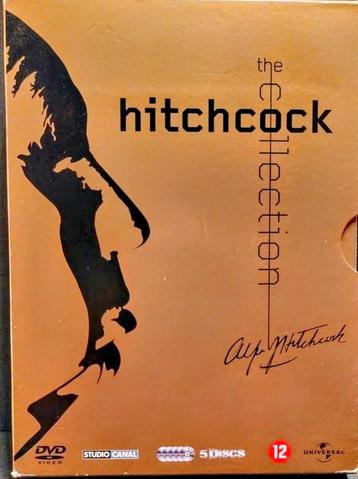 the
hitchcock
collection
Alfred Hitchcock
DVD
VIDEO
STUDIO CANAL
5 DISCS
12
UNIVERSAL